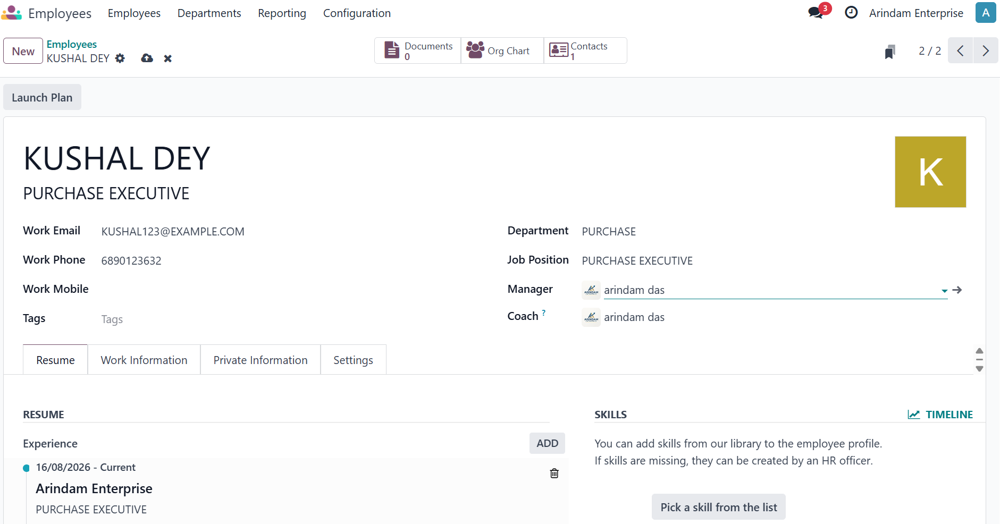 Employees Employees Departments Reporting Configuration 3 Arindam Enterprise A
New Employees Documents Org Chart Contacts 2 / 2
KUSHAL DEY 0 1
Launch Plan
KUSHAL DEY
K
PURCHASE EXECUTIVE
Work Email KUSHAL123@EXAMPLE.COM Department PURCHASE
Work Phone 6890123632 Job Position PURCHASE EXECUTIVE
Work Mobile Manager arindam das
Tags Tags Coach ? arindam das
Resume Work Information Private Information Settings
RESUME SKILLS TIMELINE
Experience ADD You can add skills from our library to the employee profile.
If skills are missing, they can be created by an HR officer.
16/08/2026 - Current
Arindam Enterprise
PURCHASE EXECUTIVE Pick a skill from the list